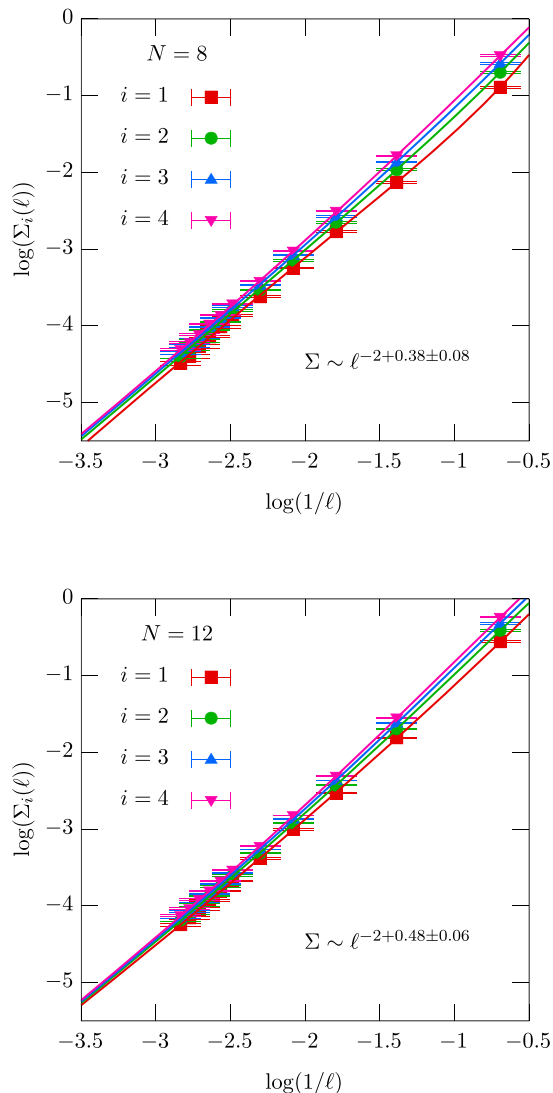 0
N = 8
i = 1
−1
i = 2
−2
i = 3
i = 4
log(Σᵢ(ℓ))
−3
−4
Σ ∼ ℓ^{−2+0.38±0.08}
−5
−3.5 −3 −2.5 −2 −1.5 −1 −0.5
log(1/ℓ)
0
N = 12
i = 1
−1
i = 2
−2
i = 3
i = 4
log(Σᵢ(ℓ))
−3
−4
Σ ∼ ℓ^{−2+0.48±0.06}
−5
−3.5 −3 −2.5 −2 −1.5 −1 −0.5
log(1/ℓ)